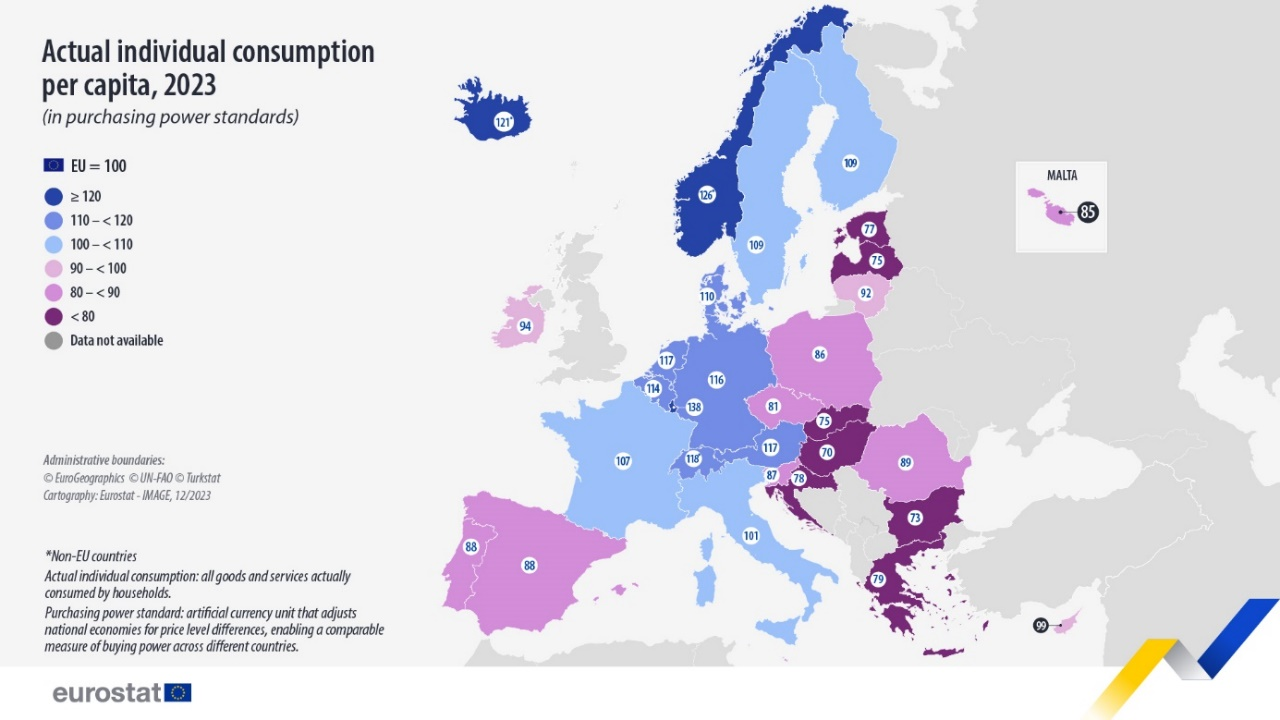 Actual individual consumption
per capita, 2023
(in purchasing power standards)
EU = 100
≥ 120
110 – < 120
100 – < 110
90 – < 100
80 – < 90
< 80
Data not available
Administrative boundaries:
© EuroGeographics © UN-FAO © Turkstat
Cartography: Eurostat - IMAGE, 12/2023
*Non-EU countries
Actual individual consumption: all goods and services actually
consumed by households.
Purchasing power standard: artificial currency unit that adjusts
national economies for price level differences, enabling a comparable
measure of buying power across different countries.
121*
126*
109
109
MALTA
85
77
75
92
110
94
117
116
86
114
138
81
75
117
70
107
118*
89
87
78
73
101
88
88
79
99
eurostat